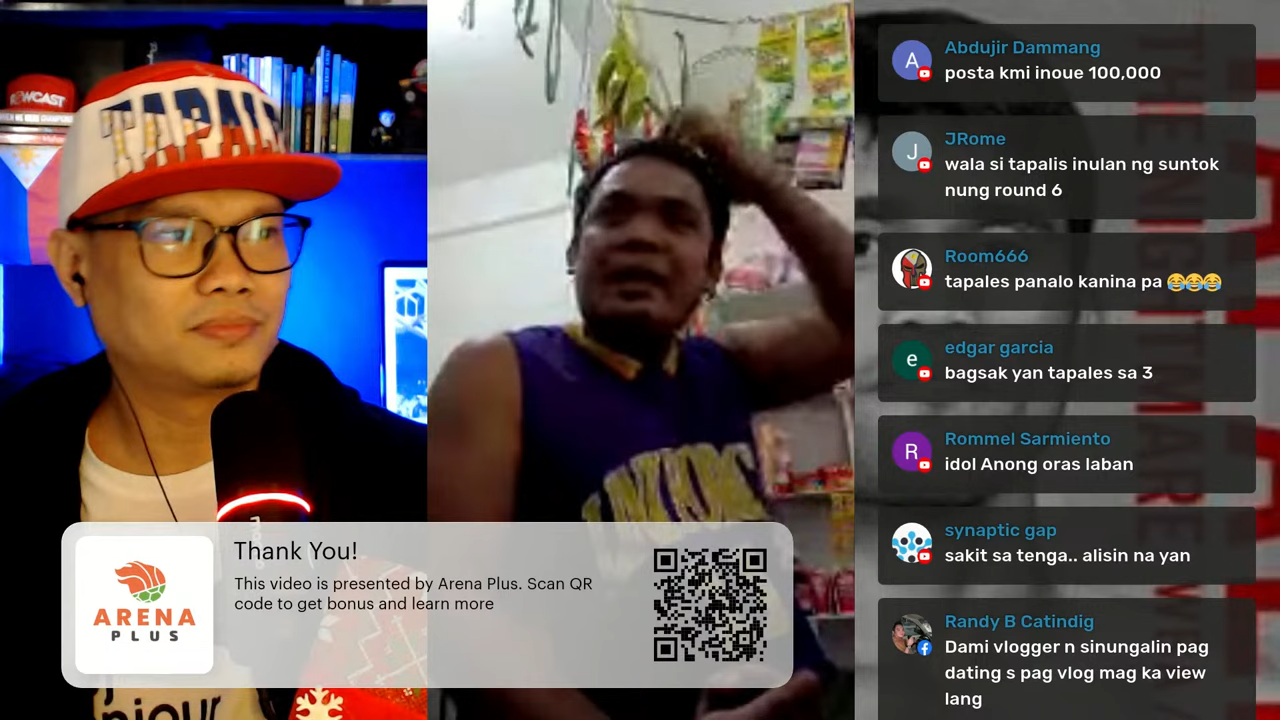 POWCAST
TAPALES
Thank You!
This video is presented by Arena Plus. Scan QR
code to get bonus and learn more
ARENA
PLUS
A
Abdujir Dammang
posta kmi inoue 100,000
J
JRome
wala si tapalis inulan ng suntok
nung round 6
Room666
tapales panalo kanina pa 😂😂😂
e
edgar garcia
bagsak yan tapales sa 3
R
Rommel Sarmiento
idol Anong oras laban
synaptic gap
sakit sa tenga.. alisin na yan
Randy B Catindig
Dami vlogger n sinungalin pag
dating s pag vlog mag ka view
lang